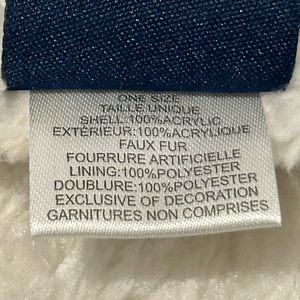 ONE SIZE
TAILLE UNIQUE
SHELL:100%ACRYLIC
EXTÉRIEUR:100%ACRYLIQUE
FAUX FUR
FOURRURE ARTIFICIELLE
LINING:100%POLYESTER
DOUBLURE:100%POLYESTER
EXCLUSIVE OF DECORATION
GARNITURES NON COMPRISES